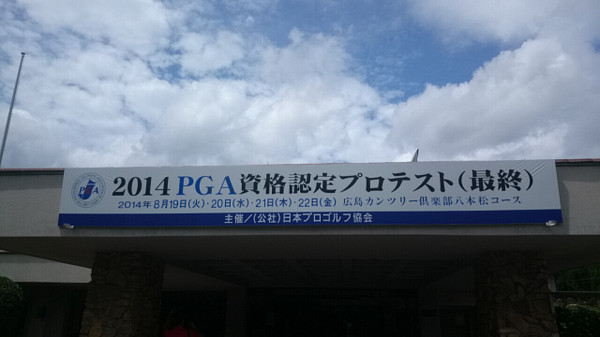 2014 PGA資格認定プロテスト(最終)
2014年8月19日(火)・20日(水)・21日(木)・22日(金) 広島カンツリー倶楽部八本松コース
主催/(公社)日本プロゴルフ協会
PGA